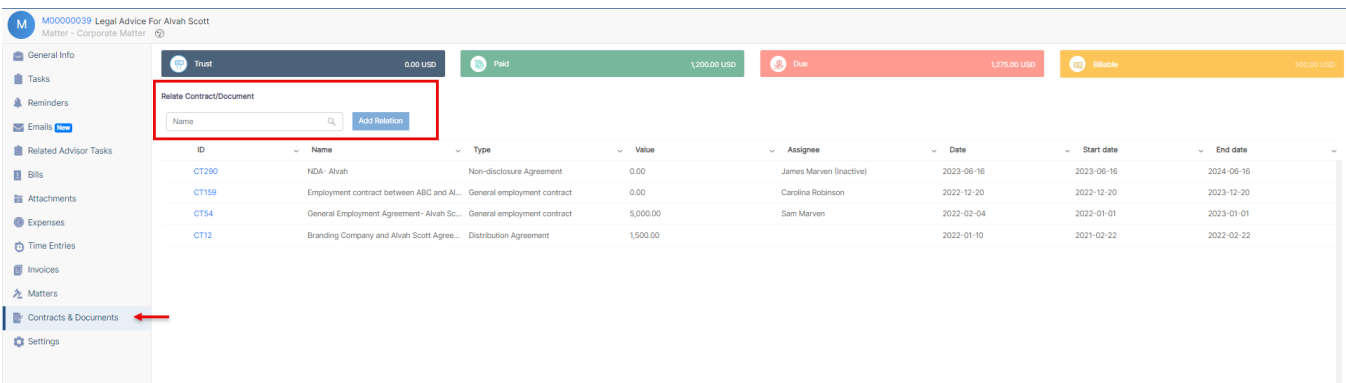 M
M00000039 Legal Advice For Alvah Scott
Matter - Corporate Matter
General Info
Tasks
Reminders
Emails New
Related Advisor Tasks
Bills
Attachments
Expenses
Time Entries
Invoices
Matters
Contracts & Documents
Settings
Trust 0.00 USD Paid 1,200.00 USD Due 1,275.00 USD Billable 500.00 USD
Relate Contract/Document
Name Add Relation
ID Name Type Value Assignee Date Start date End date
CT290 NDA- Alvah Non-disclosure Agreement 0.00 James Marven (Inactive) 2023-06-16 2023-06-16 2024-06-16
CT159 Employment contract between ABC and Al... General employment contract 0.00 Carolina Robinson 2022-12-20 2022-12-20 2023-12-20
CT54 General Employment Agreement- Alvah Sc... General employment contract 5,000.00 Sam Marven 2022-02-04 2022-01-01 2023-01-01
CT12 Branding Company and Alvah Scott Agree... Distribution Agreement 1,500.00 2022-01-10 2021-02-22 2022-02-22